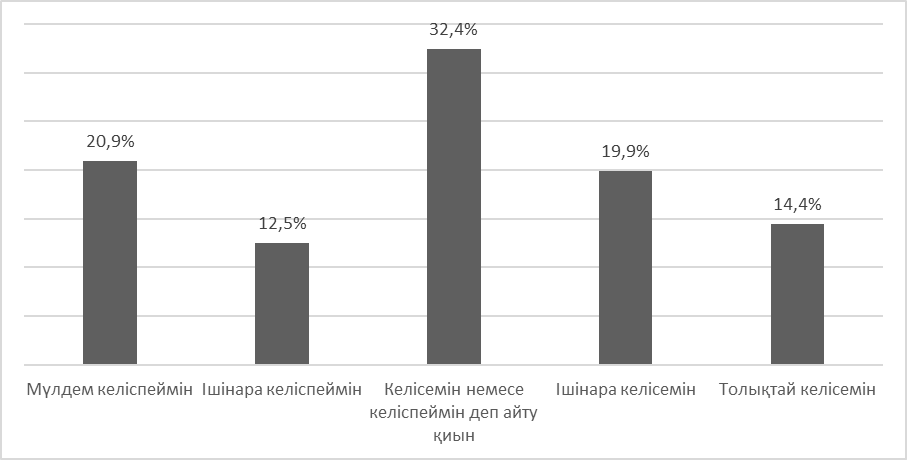 32,4%
20,9%
19,9%
14,4%
12,5%
Мүлдем келіспеймін
Ішінара келіспеймін
Келісемін немесе
келіспеймін деп айту
қиын
Ішінара келісемін
Толықтай келісемін